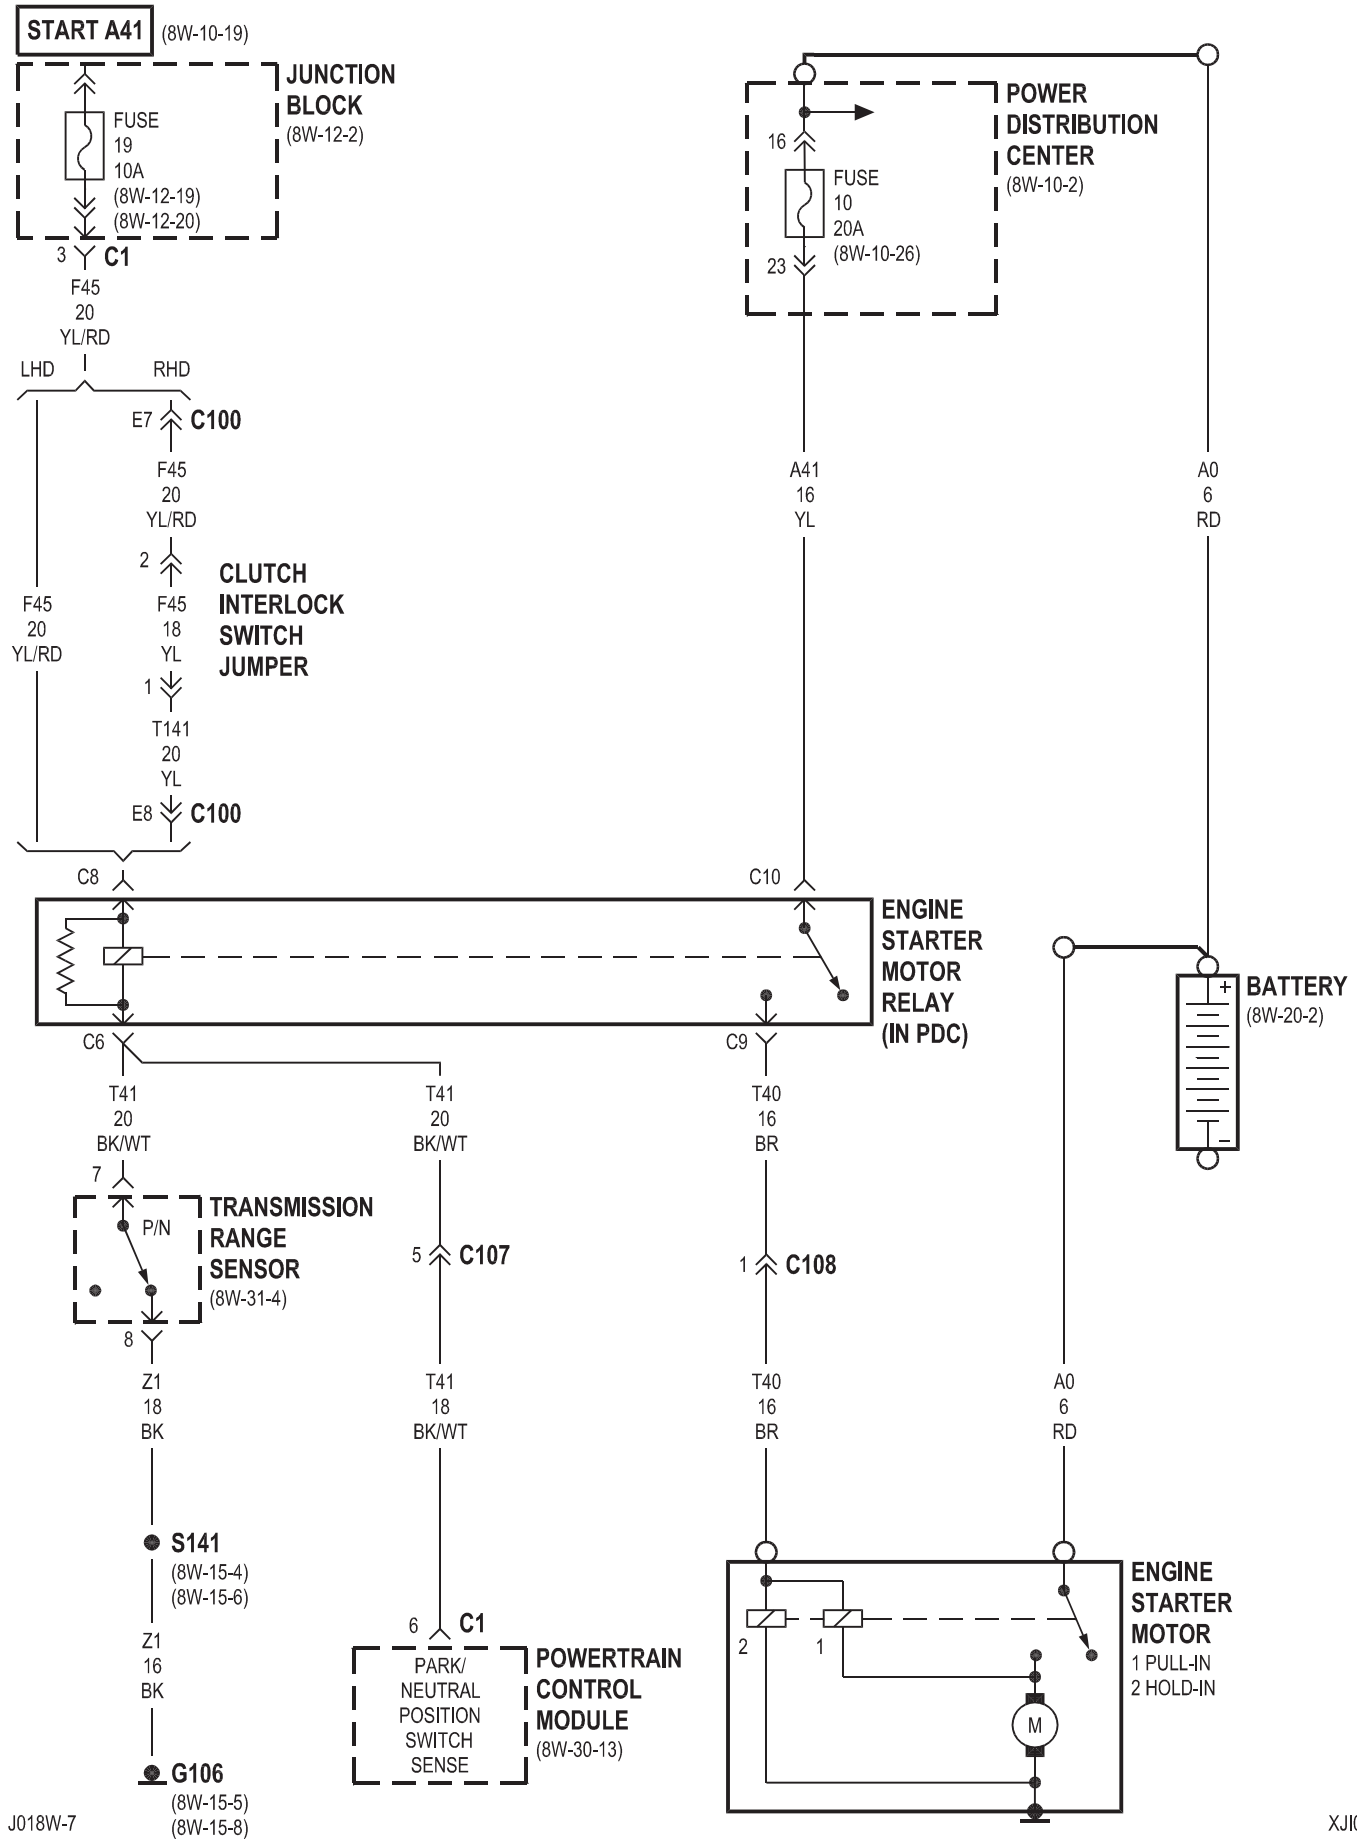 START A41 (8W-10-19)
JUNCTION
BLOCK
(8W-12-2)
FUSE
19
10A
(8W-12-19)
(8W-12-20)
3 C1
F45
20
YL/RD
LHD RHD
E7 C100
F45
20
YL/RD
2
CLUTCH
INTERLOCK
SWITCH
JUMPER
F45
20
YL/RD
F45
18
YL
1
T141
20
YL
E8 C100
C8
POWER
DISTRIBUTION
CENTER
(8W-10-2)
16
FUSE
10
20A
(8W-10-26)
23
A41
16
YL
A0
6
RD
C10
ENGINE
STARTER
MOTOR
RELAY
(IN PDC)
C6
C9
+
BATTERY
(8W-20-2)
−
T41
20
BK/WT
T41
20
BK/WT
T40
16
BR
7
P/N
TRANSMISSION
RANGE
SENSOR
(8W-31-4)
8
5 C107
1 C108
Z1
18
BK
T41
18
BK/WT
T40
16
BR
A0
6
RD
S141
(8W-15-4)
(8W-15-6)
Z1
16
BK
G106
(8W-15-5)
(8W-15-8)
6 C1
PARK/
NEUTRAL
POSITION
SWITCH
SENSE
POWERTRAIN
CONTROL
MODULE
(8W-30-13)
2 1
M
ENGINE
STARTER
MOTOR
1 PULL-IN
2 HOLD-IN
J018W-7